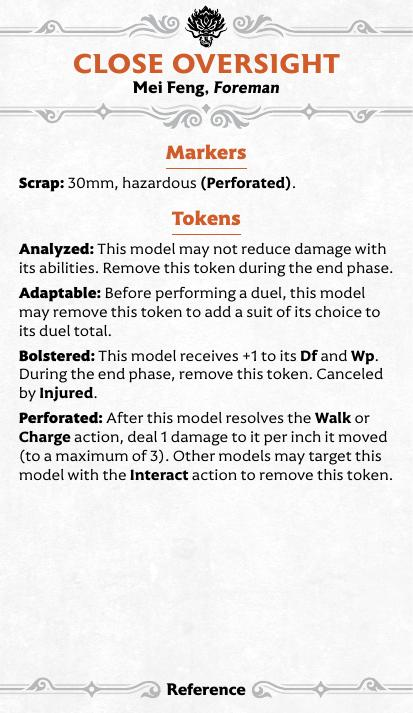 CLOSE OVERSIGHT
Mei Feng, Foreman
Markers
Scrap: 30mm, hazardous (Perforated).
Tokens
Analyzed: This model may not reduce damage with
its abilities. Remove this token during the end phase.
Adaptable: Before performing a duel, this model
may remove this token to add a suit of its choice to
its duel total.
Bolstered: This model receives +1 to its Df and Wp.
During the end phase, remove this token. Canceled
by Injured.
Perforated: After this model resolves the Walk or
Charge action, deal 1 damage to it per inch it moved
(to a maximum of 3). Other models may target this
model with the Interact action to remove this token.
Reference